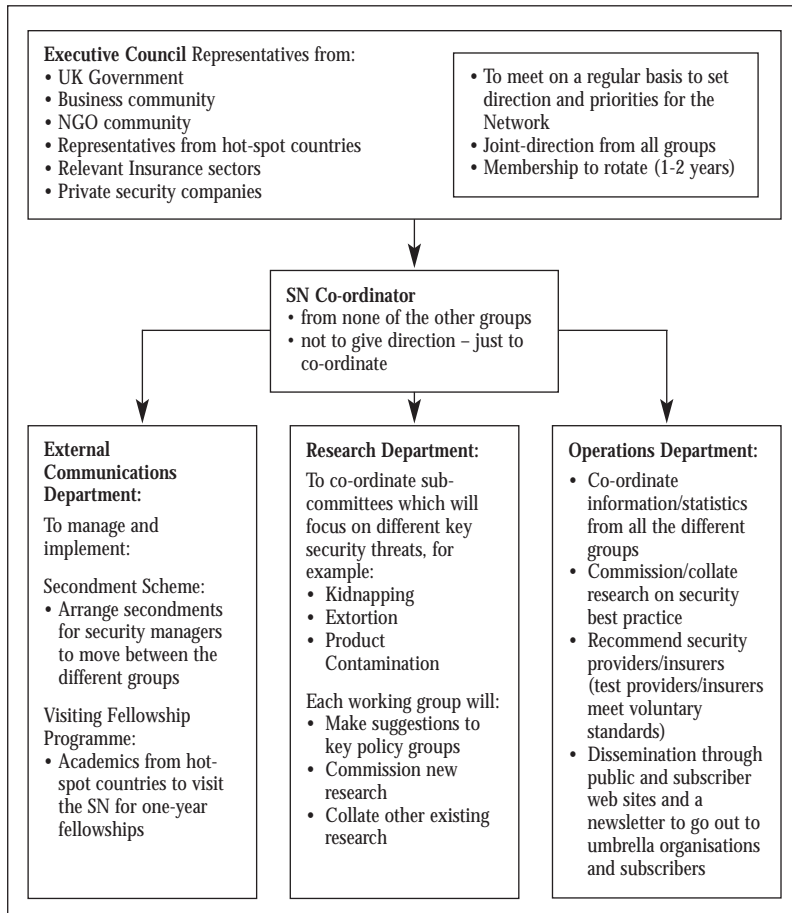 Executive Council Representatives from:
• UK Government
• Business community
• NGO community
• Representatives from hot-spot countries
• Relevant Insurance sectors
• Private security companies
• To meet on a regular basis to set
direction and priorities for the
Network
• Joint-direction from all groups
• Membership to rotate (1-2 years)
SN Co-ordinator
• from none of the other groups
• not to give direction – just to
co-ordinate
External
Communications
Department:
To manage and
implement:
Secondment Scheme:
• Arrange secondments
for security managers
to move between the
different groups
Visiting Fellowship
Programme:
• Academics from hot-
spot countries to visit
the SN for one-year
fellowships
Research Department:
To co-ordinate sub-
committees which will
focus on different key
security threats, for
example:
• Kidnapping
• Extortion
• Product
Contamination
Each working group will:
• Make suggestions to
key policy groups
• Commission new
research
• Collate other existing
research
Operations Department:
• Co-ordinate
information/statistics
from all the different
groups
• Commission/collate
research on security
best practice
• Recommend security
providers/insurers
(test providers/insurers
meet voluntary
standards)
• Dissemination through
public and subscriber
web sites and a
newsletter to go out to
umbrella organisations
and subscribers